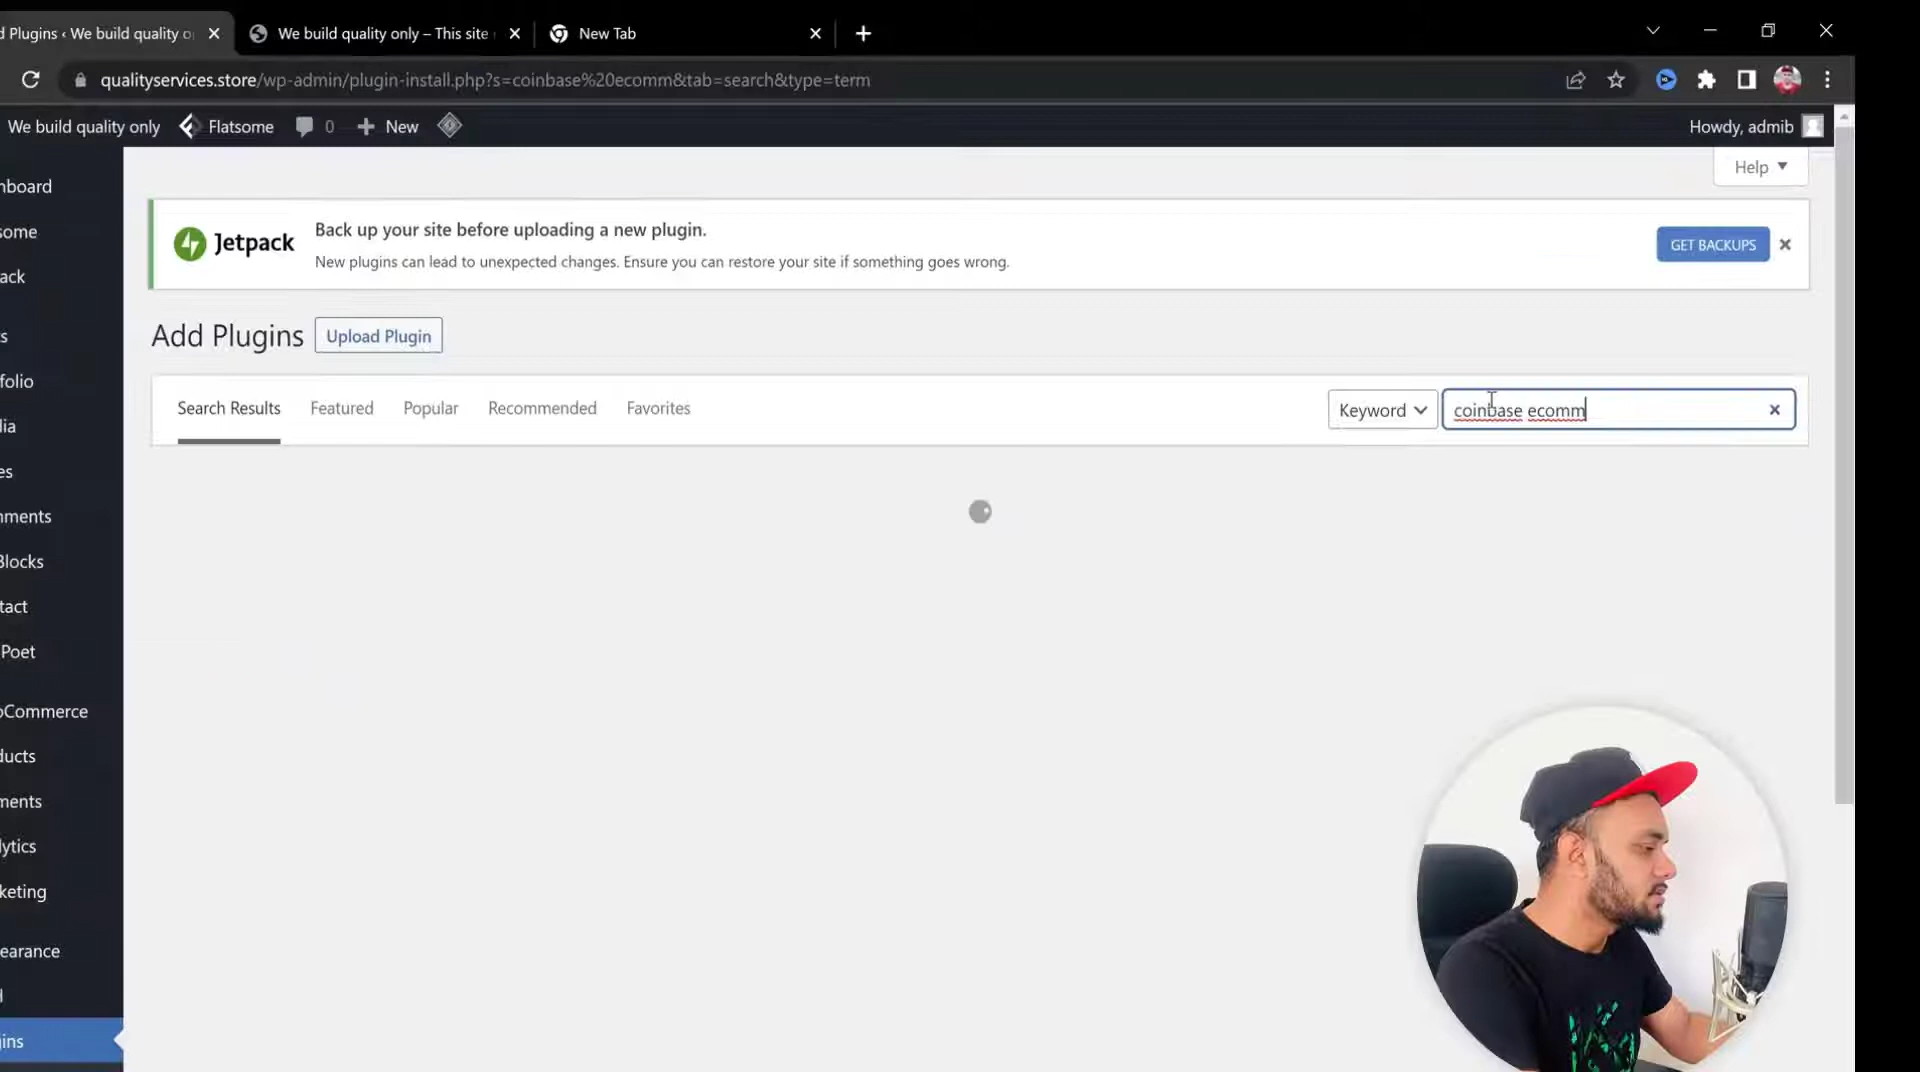 d Plugins ‹ We build quality o
We build quality only – This site
New Tab
qualityservices.store/wp-admin/plugin-install.php?s=coinbase%20ecomm&tab=search&type=term
We build quality only
Flatsome
0
New
Howdy, admib
Help
Jetpack
Back up your site before uploading a new plugin.
New plugins can lead to unexpected changes. Ensure you can restore your site if something goes wrong.
GET BACKUPS
Add Plugins
Upload Plugin
Search Results
Featured
Popular
Recommended
Favorites
Keyword
coinbase ecomm
hboard
some
ack
s
folio
lia
es
nments
Blocks
tact
Poet
oCommerce
ducts
ments
lytics
keting
earance
gins